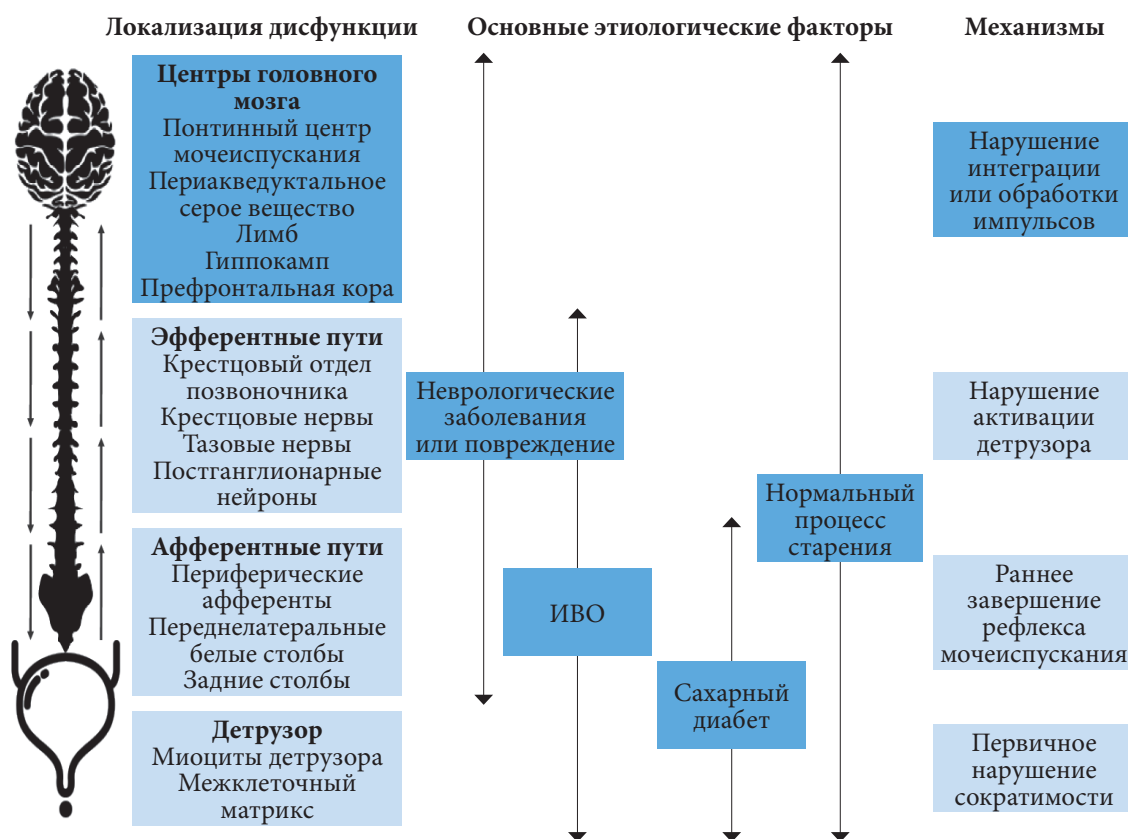 Локализация дисфункции
Основные этиологические факторы
Механизмы
Центры головного
мозга
Понтинный центр
мочеиспускания
Периакведуктальное
серое вещество
Лимб
Гиппокамп
Префронтальная кора
Эфферентные пути
Крестцовый отдел
позвоночника
Крестцовые нервы
Тазовые нервы
Постганглионарные
нейроны
Афферентные пути
Периферические
афференты
Переднелатеральные
белые столбы
Задние столбы
Детрузор
Миоциты детрузора
Межклеточный
матрикс
Неврологические
заболевания
или повреждение
ИВО
Сахарный
диабет
Нормальный
процесс
старения
Нарушение
интеграции
или обработки
импульсов
Нарушение
активации
детрузора
Раннее
завершение
рефлекса
мочеиспускания
Первичное
нарушение
сократимости